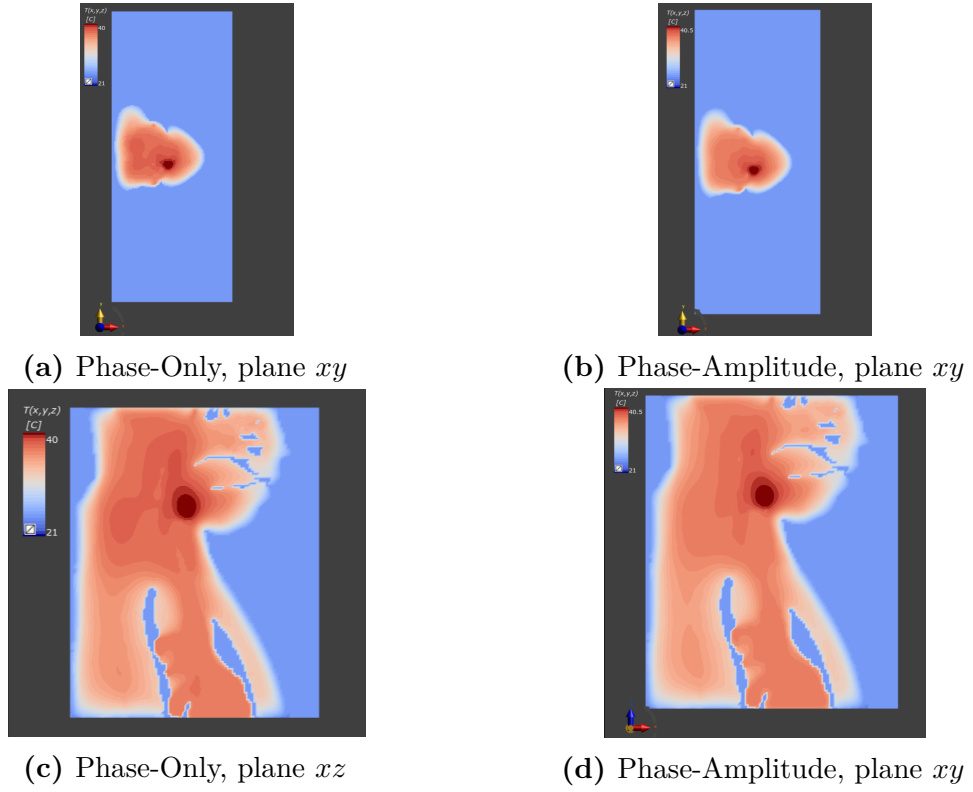 T(x,y,z)
[C]
40
21
T(x,y,z)
[C]
40.5
21
(a) Phase-Only, plane xy
(b) Phase-Amplitude, plane xy
T(x,y,z)
[C]
40
21
T(x,y,z)
[C]
40.5
21
(c) Phase-Only, plane xz
(d) Phase-Amplitude, plane xy